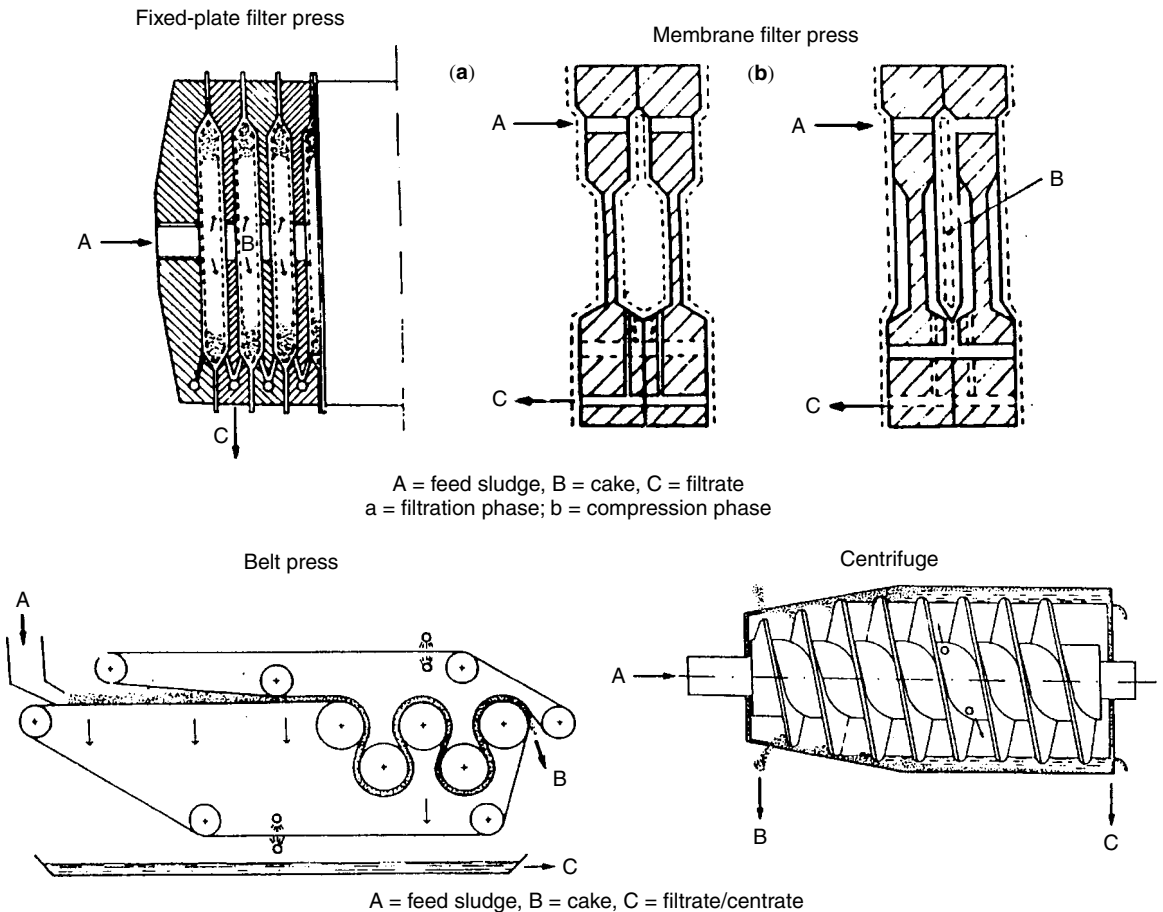 Fixed-plate filter press
Membrane filter press
(a)
(b)
A
B
C
A
C
A
B
C
A = feed sludge, B = cake, C = filtrate
a = filtration phase; b = compression phase
Belt press
Centrifuge
A
B
C
A
B
C
A = feed sludge, B = cake, C = filtrate/centrate